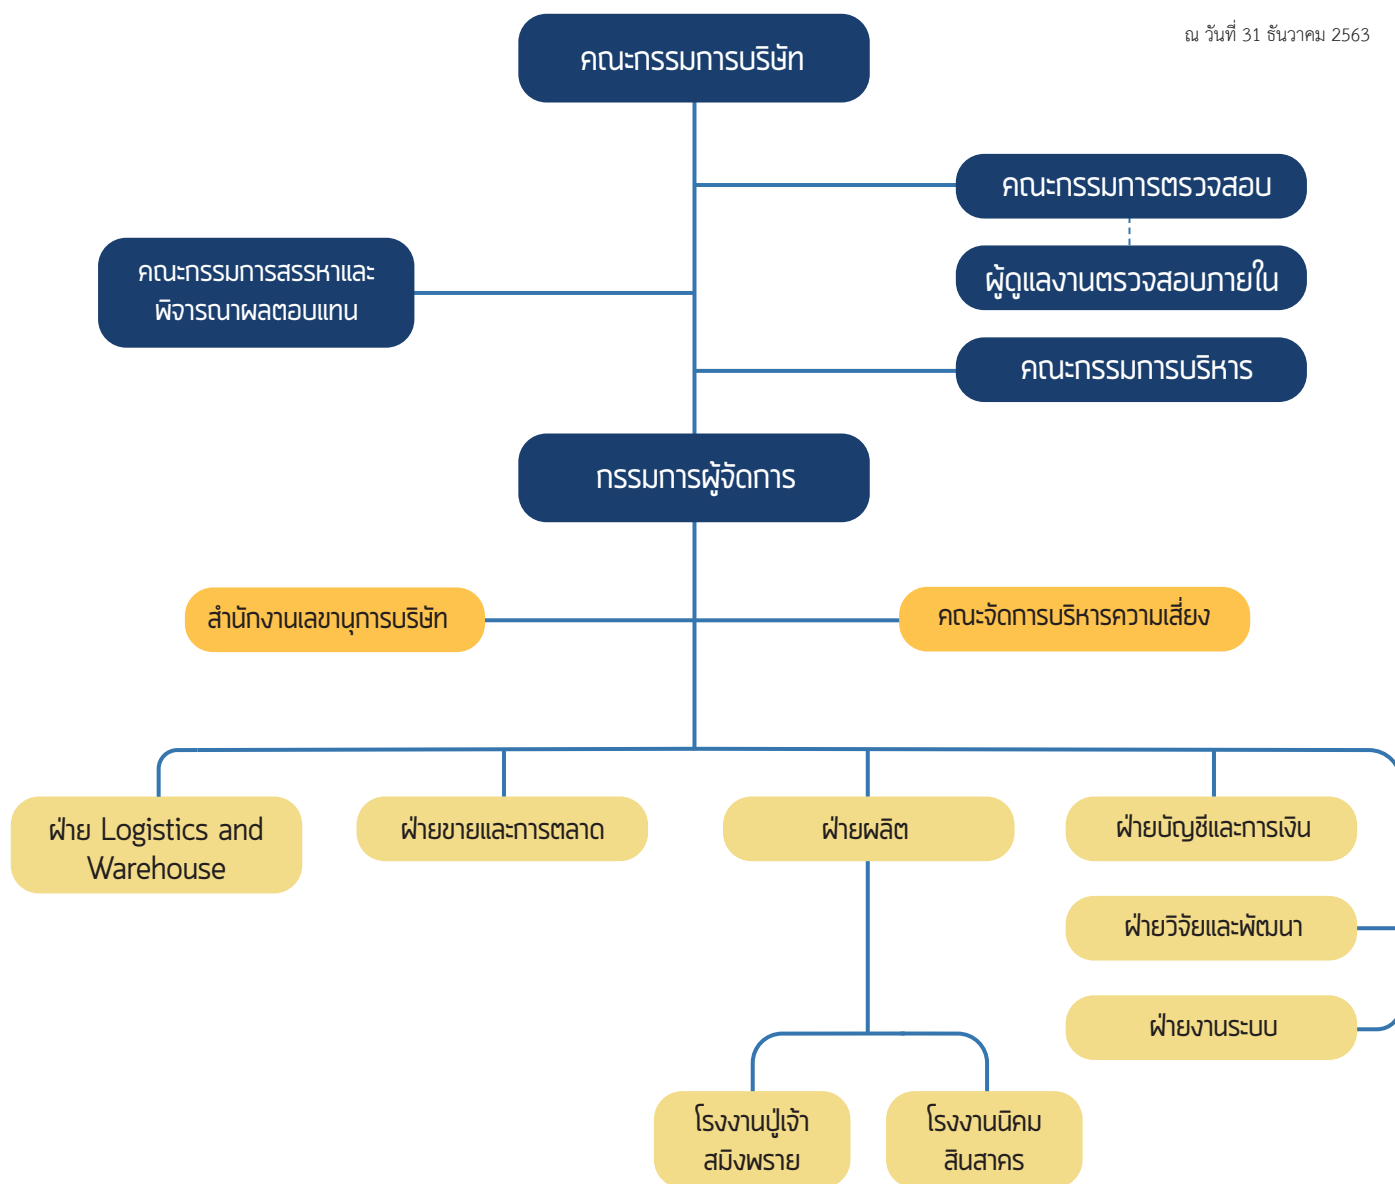 ณ วันที่ 31 ธันวาคม 2563
คณะกรรมการบริษัท
คณะกรรมการตรวจสอบ
คณะกรรมการสรรหาและ
พิจารณาผลตอบแทน
ผู้ดูแลงานตรวจสอบภายใน
คณะกรรมการบริหาร
กรรมการผู้จัดการ
สำนักงานเลขานุการบริษัท
คณะจัดการบริหารความเสี่ยง
ฝ่าย Logistics and
Warehouse
ฝ่ายขายและการตลาด
ฝ่ายผลิต
ฝ่ายบัญชีและการเงิน
ฝ่ายวิจัยและพัฒนา
ฝ่ายงานระบบ
โรงงานปู่เจ้า
สมิงพราย
โรงงานนิคม
สินสาคร